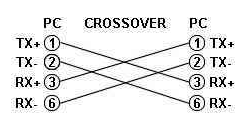 PC CROSSOVER PC
TX+ 1 1 TX+
TX- 2 2 TX-
RX+ 3 3 RX+
RX- 6 6 RX-